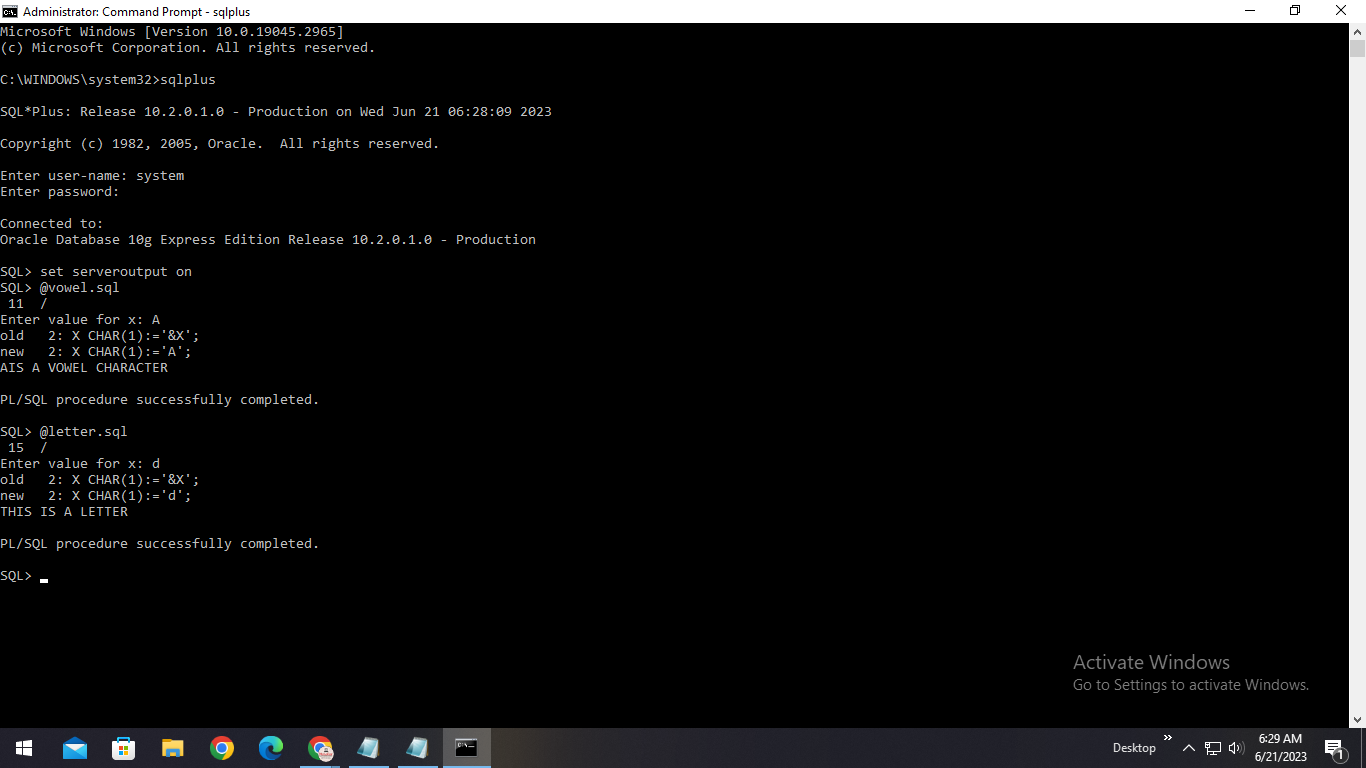 Administrator: Command Prompt - sqlplus
Microsoft Windows [Version 10.0.19045.2965]
(c) Microsoft Corporation. All rights reserved.
C:\WINDOWS\system32>sqlplus
SQL*Plus: Release 10.2.0.1.0 - Production on Wed Jun 21 06:28:09 2023
Copyright (c) 1982, 2005, Oracle.  All rights reserved.
Enter user-name: system
Enter password:
Connected to:
Oracle Database 10g Express Edition Release 10.2.0.1.0 - Production
SQL> set serveroutput on
SQL> @vowel.sql
 11  /
Enter value for x: A
old   2: X CHAR(1):='&X';
new   2: X CHAR(1):='A';
AIS A VOWEL CHARACTER
PL/SQL procedure successfully completed.
SQL> @letter.sql
 15  /
Enter value for x: d
old   2: X CHAR(1):='&X';
new   2: X CHAR(1):='d';
THIS IS A LETTER
PL/SQL procedure successfully completed.
SQL>
Activate Windows
Go to Settings to activate Windows.
Desktop
6:29 AM
6/21/2023
1